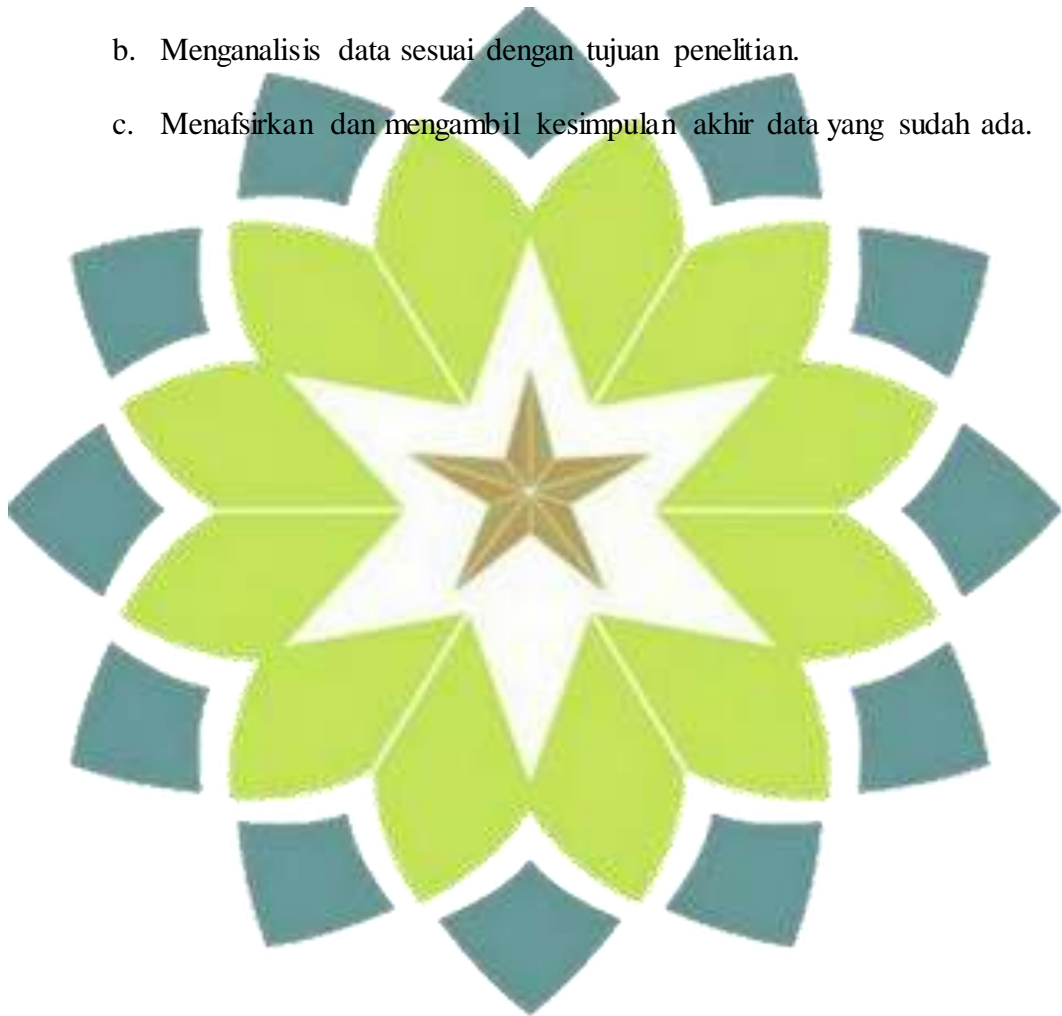 b. Menganalisis data sesuai dengan tujuan penelitian.
c. Menafsirkan dan mengambil kesimpulan akhir data yang sudah ada.